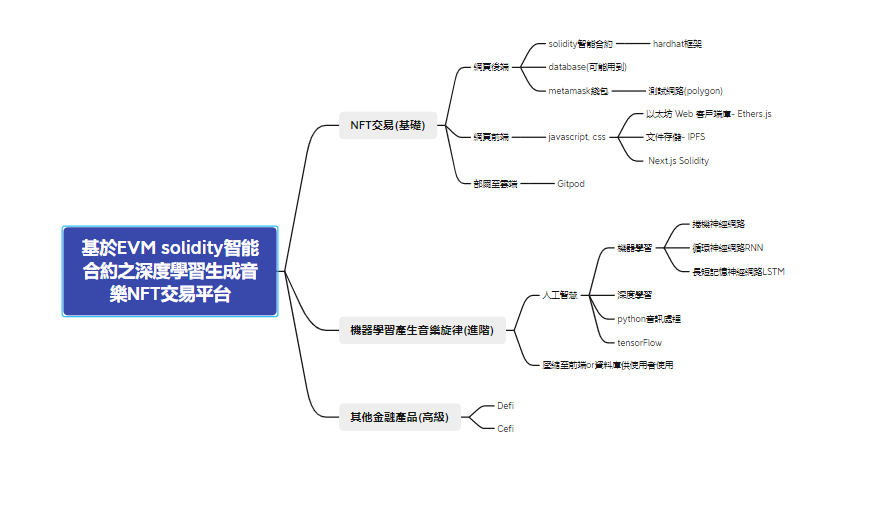 基於EVM solidity智能
合約之深度學習生成音
樂NFT交易平台
NFT交易(基礎)
網頁後端
solidity智能合約
hardhat框架
database(可能用到)
metamask錢包
測試網路(polygon)
網頁前端
javascript, css
以太坊 Web 客戶端庫- Ethers.js
文件存儲- IPFS
Next.js Solidity
部屬至雲端
Gitpod
機器學習產生音樂旋律(進階)
人工智慧
機器學習
捲機神經網路
循環神經網路RNN
長短記憶神經網路LSTM
深度學習
python音訊處理
tensorFlow
壓縮至前端or資料庫供使用者使用
其他金融產品(高級)
Defi
Cefi